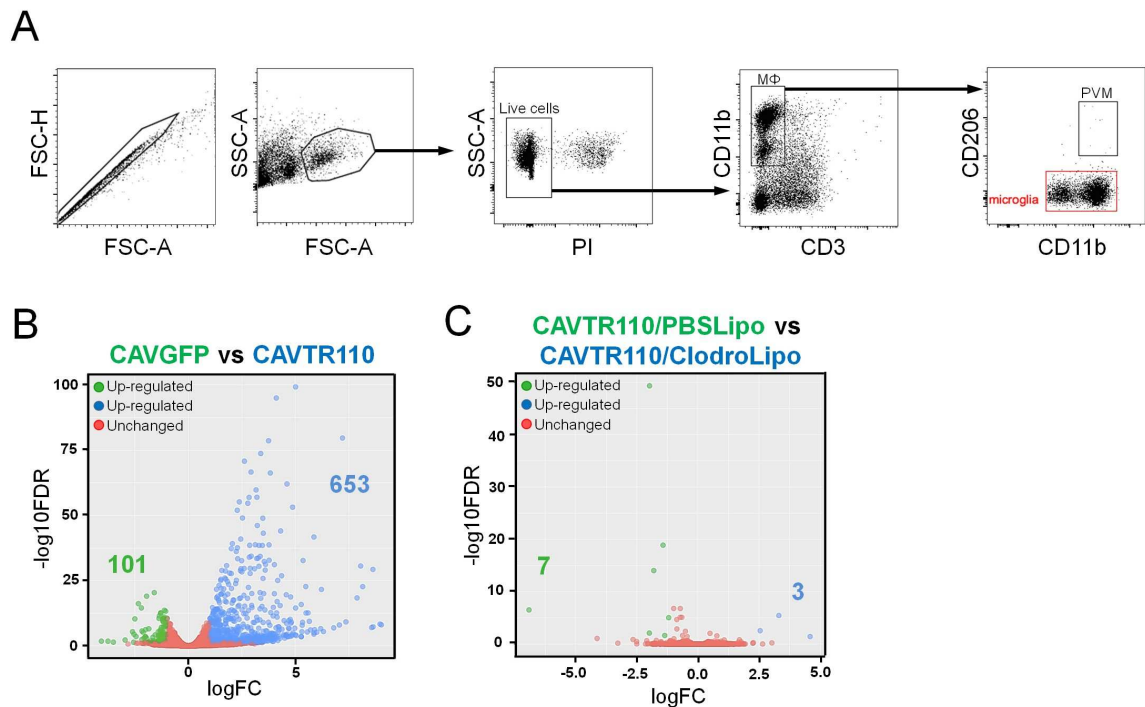 A
FSC-H
FSC-A
SSC-A
FSC-A
Live cells
SSC-A
PI
MΦ
CD11b
CD3
PVM
CD206
microglia
CD11b
B
CAVGFP vs CAVTR110
Up-regulated
Up-regulated
Unchanged
100
75
50
25
0
653
101
-log10FDR
0 5
logFC
C
CAVTR110/PBSLipo vs
CAVTR110/ClodroLipo
Up-regulated
Up-regulated
Unchanged
50
40
30
20
10
0
7
3
-log10FDR
-5.0 -2.5 0.0 2.5 5.0
logFC